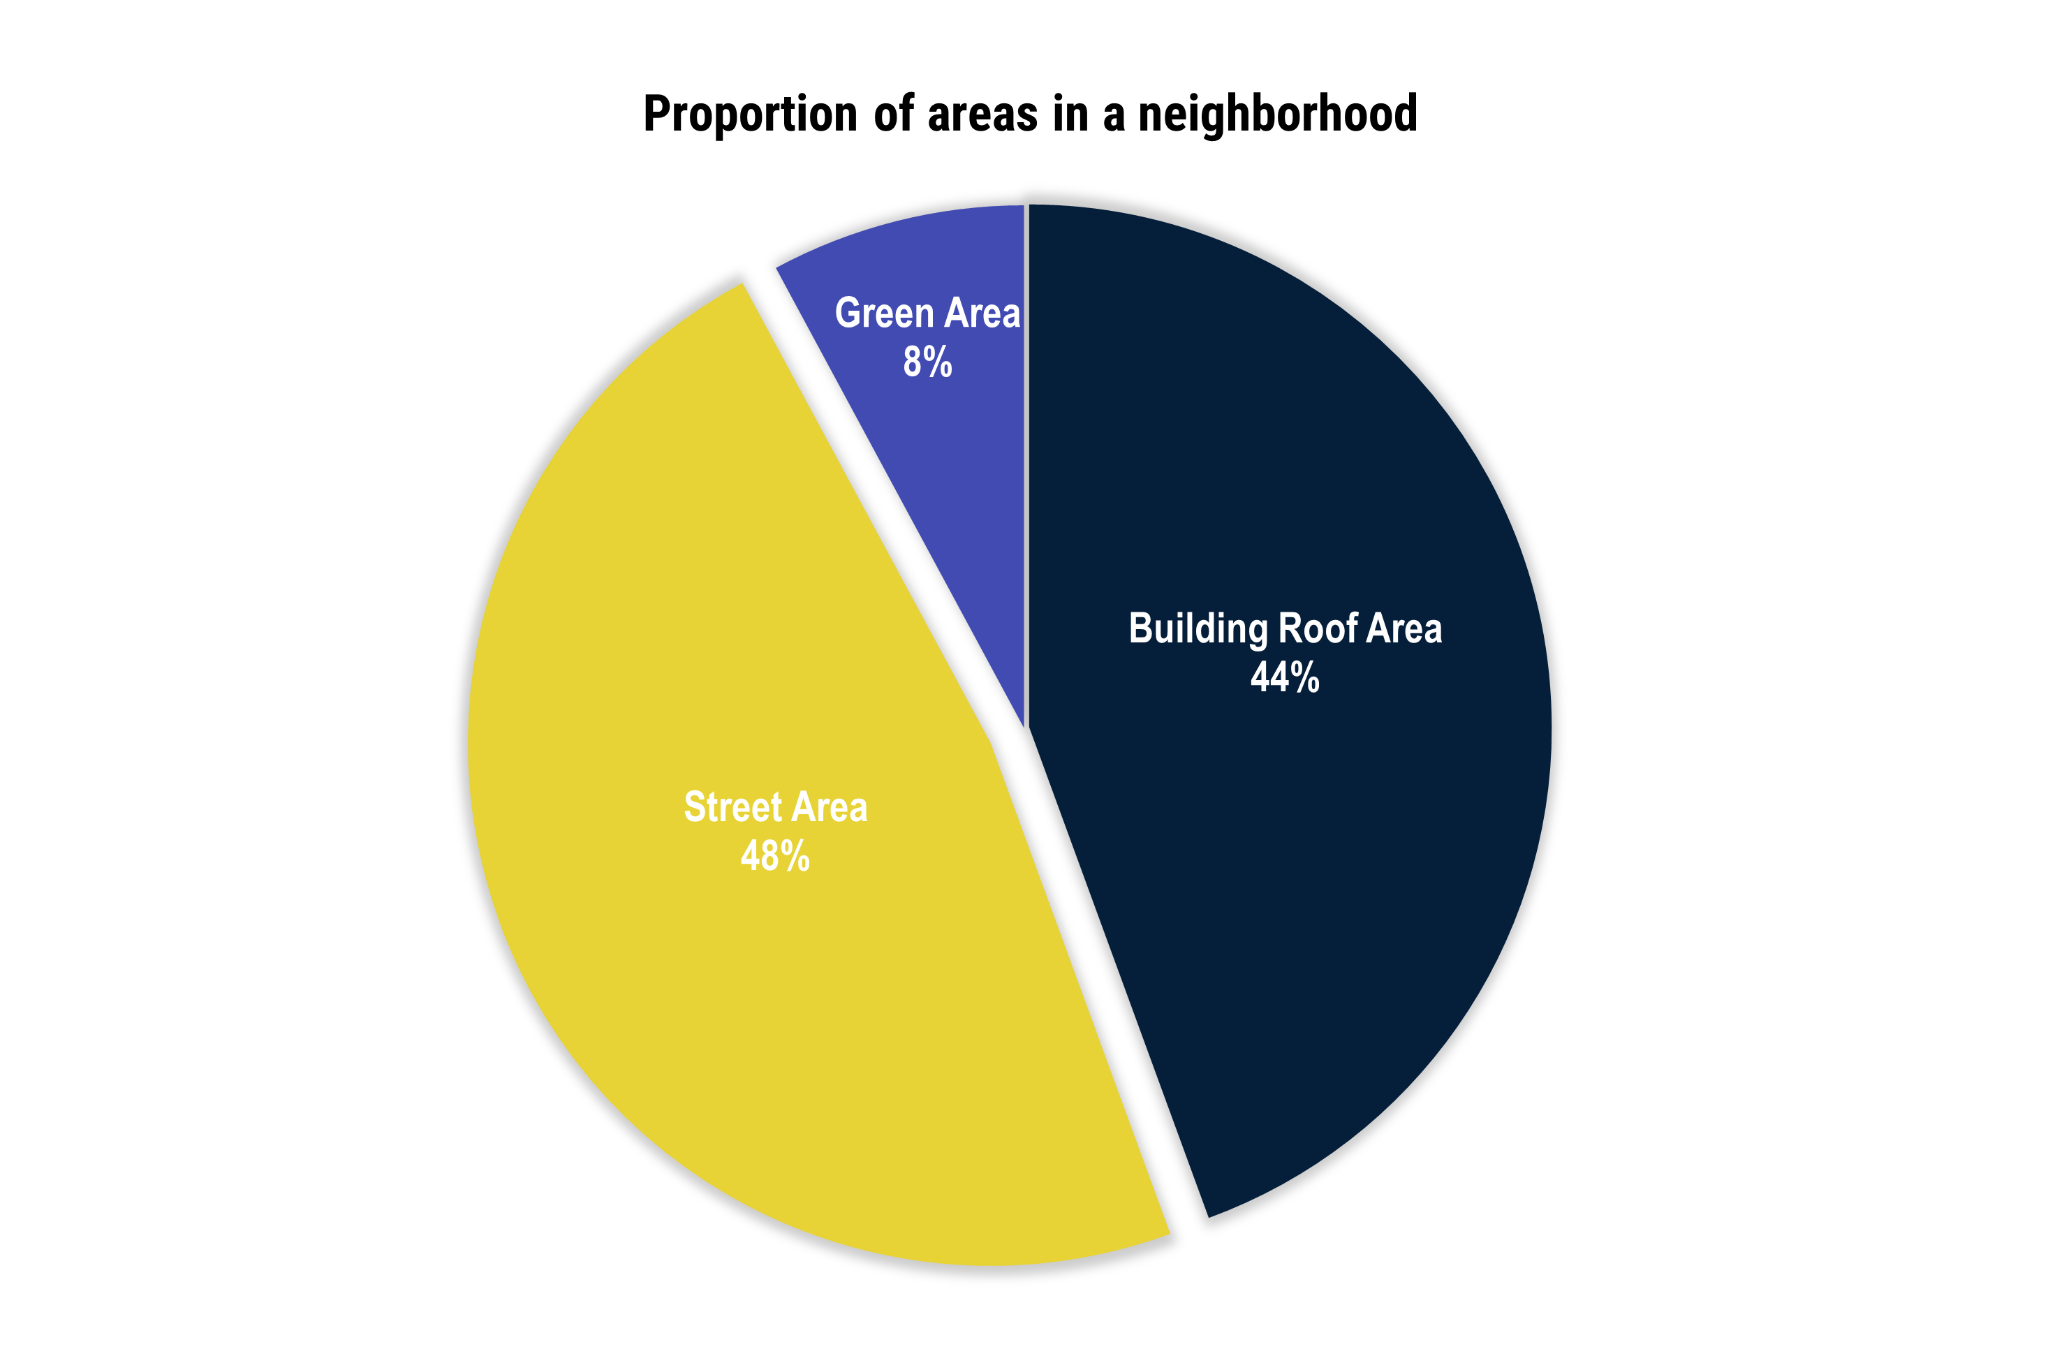 Proportion of areas in a neighborhood
Green Area
8%
Building Roof Area
44%
Street Area
48%